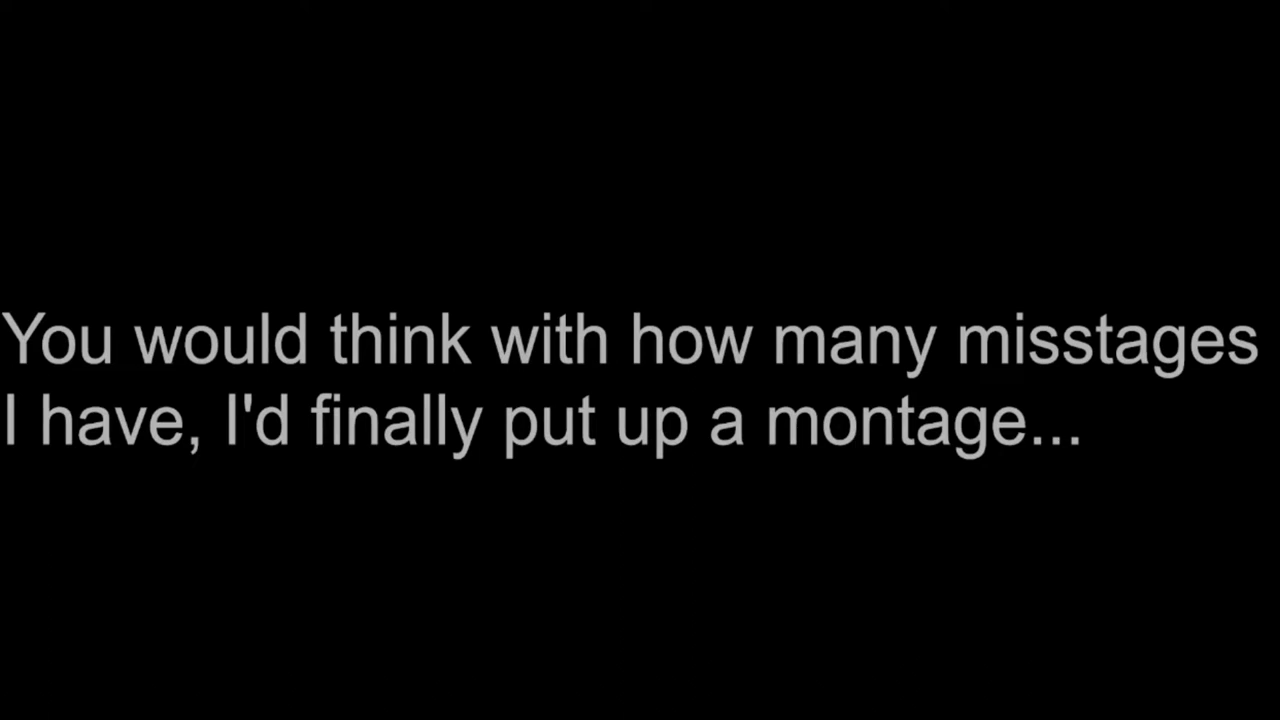 You would think with how many misstages
I have, I'd finally put up a montage...